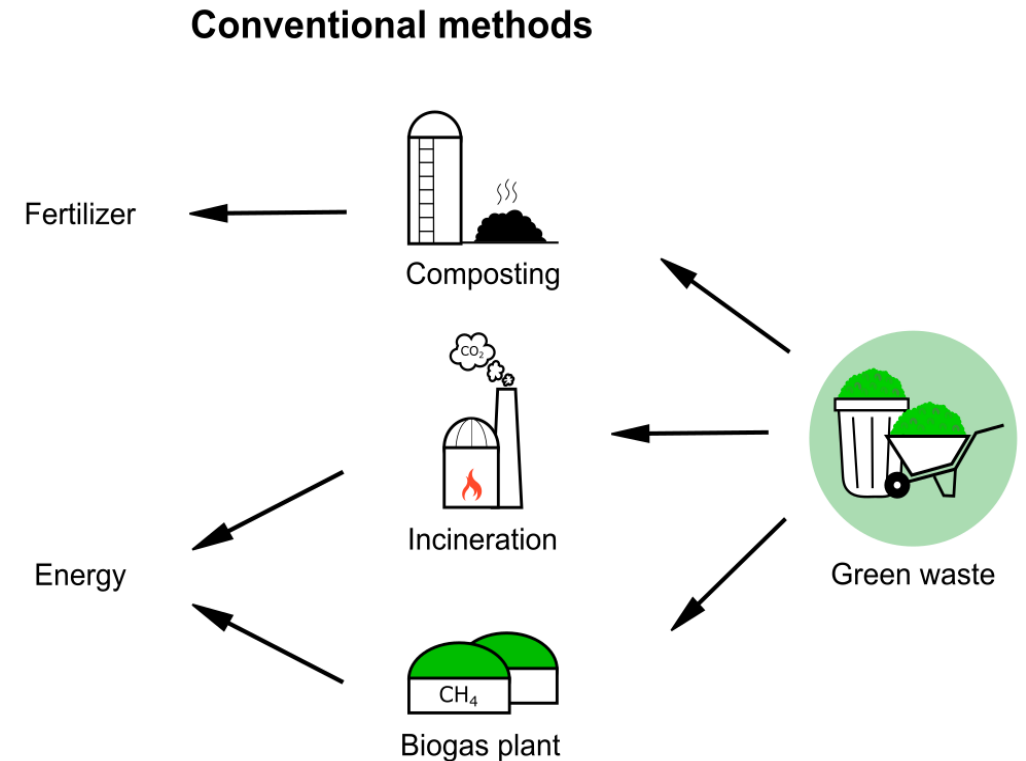 Conventional methods
Fertilizer
Composting
CO₂
Incineration
Energy
Green waste
CH₄
Biogas plant